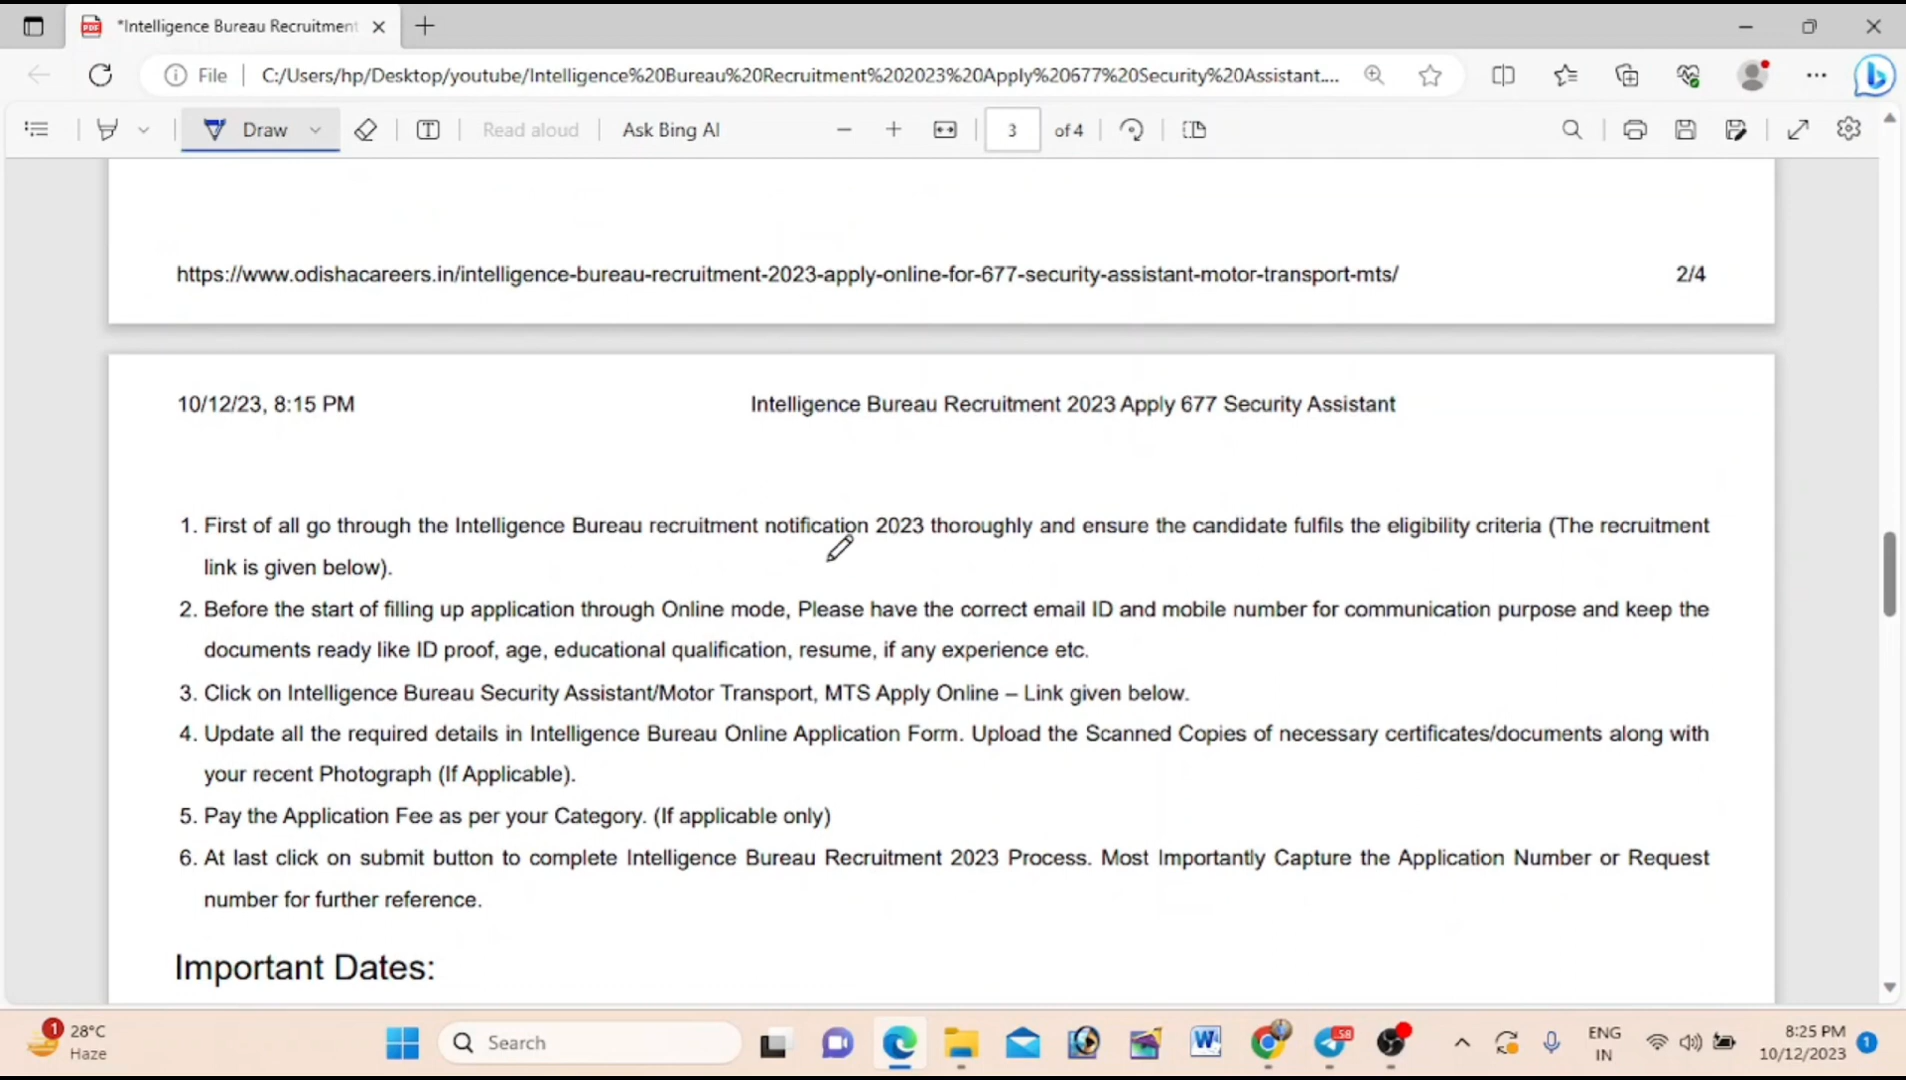 *Intelligence Bureau Recruitment
File
C:/Users/hp/Desktop/youtube/Intelligence%20Bureau%20Recruitment%202023%20Apply%20677%20Security%20Assistant....
Draw
Read aloud
Ask Bing AI
3
of 4
https://www.odishacareers.in/intelligence-bureau-recruitment-2023-apply-online-for-677-security-assistant-motor-transport-mts/
2/4
10/12/23, 8:15 PM
Intelligence Bureau Recruitment 2023 Apply 677 Security Assistant
1. First of all go through the Intelligence Bureau recruitment notification 2023 thoroughly and ensure the candidate fulfils the eligibility criteria (The recruitment
link is given below).
2. Before the start of filling up application through Online mode, Please have the correct email ID and mobile number for communication purpose and keep the
documents ready like ID proof, age, educational qualification, resume, if any experience etc.
3. Click on Intelligence Bureau Security Assistant/Motor Transport, MTS Apply Online – Link given below.
4. Update all the required details in Intelligence Bureau Online Application Form. Upload the Scanned Copies of necessary certificates/documents along with
your recent Photograph (If Applicable).
5. Pay the Application Fee as per your Category. (If applicable only)
6. At last click on submit button to complete Intelligence Bureau Recruitment 2023 Process. Most Importantly Capture the Application Number or Request
number for further reference.
Important Dates:
1
28°C
Haze
Search
58
ENG
IN
8:25 PM
10/12/2023
1